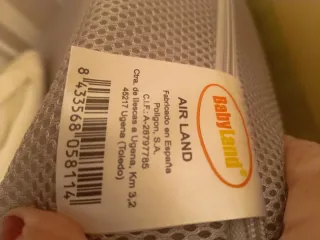 BabyLand®
AIR LAND
Fabricado en España
Poligon, S.A.
C.I.F.: A-28797785
Ctra. de Illescas a Ugena, Km 3,2
45217 Ugena (Toledo)
8 433568 058114